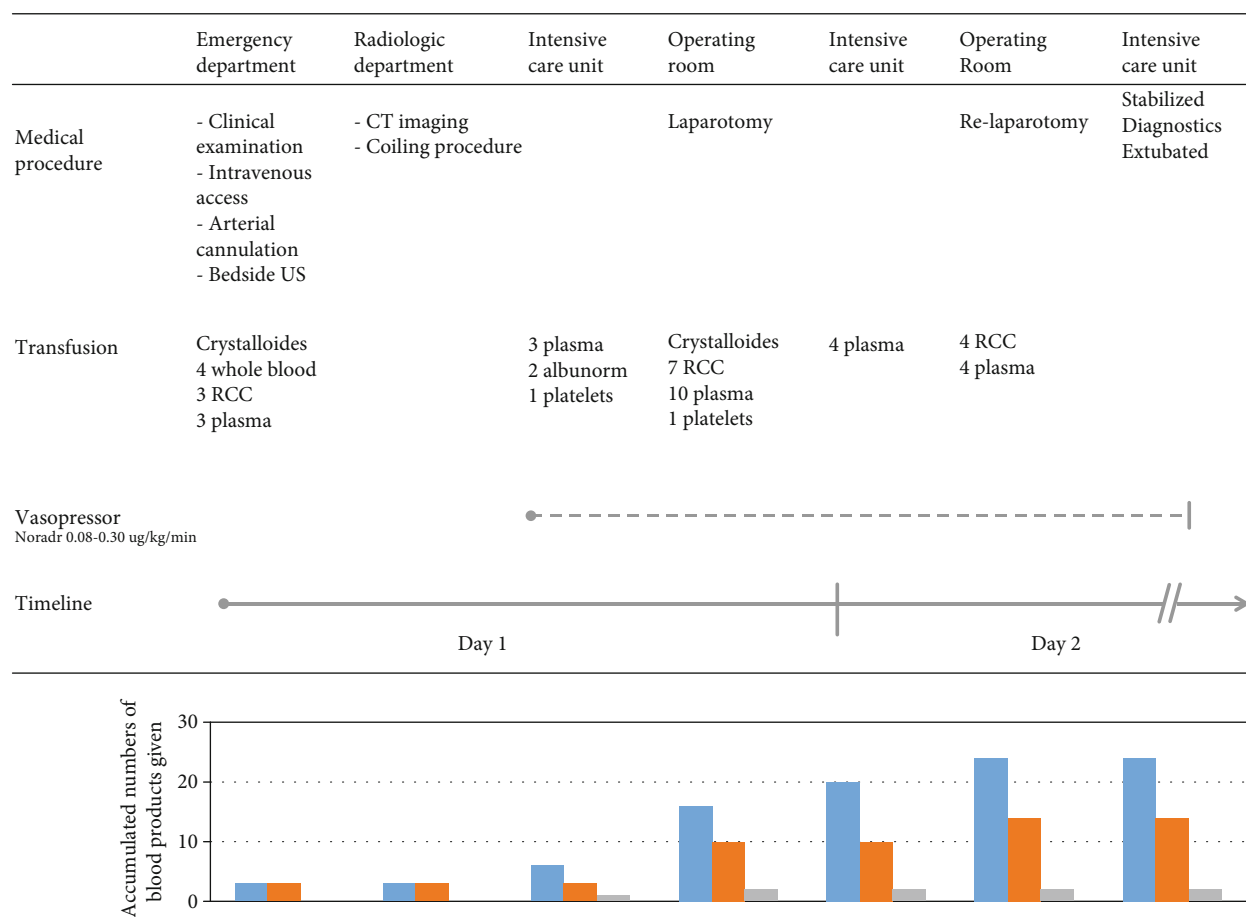 Emergency department
Radiologic department
Intensive care unit
Operating room
Intensive care unit
Operating Room
Intensive care unit
Medical procedure
- Clinical examination
- Intravenous access
- Arterial cannulation
- Bedside US
- CT imaging
- Coiling procedure
Laparotomy
Re-laparotomy
Stabilized
Diagnostics
Extubated
Transfusion
Crystalloides
4 whole blood
3 RCC
3 plasma
3 plasma
2 albunorm
1 platelets
Crystalloides
7 RCC
10 plasma
1 platelets
4 plasma
4 RCC
4 plasma
Vasopressor
Noradr 0.08-0.30 ug/kg/min
Timeline
Day 1
Day 2
Accumulated numbers of
blood products given
30
20
10
0